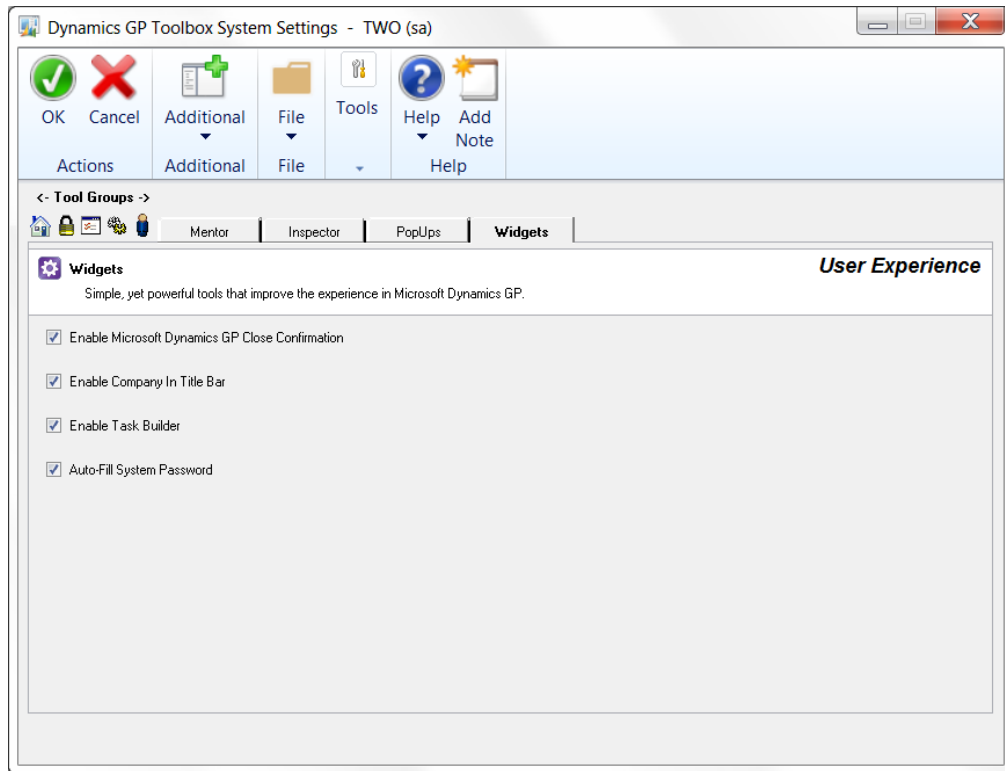 Dynamics GP Toolbox System Settings - TWO (sa)
OK Cancel Additional File Tools Help Add Note
Actions Additional File Help
<- Tool Groups ->
Mentor Inspector PopUps Widgets
Widgets User Experience
Simple, yet powerful tools that improve the experience in Microsoft Dynamics GP.
Enable Microsoft Dynamics GP Close Confirmation
Enable Company In Title Bar
Enable Task Builder
Auto-Fill System Password